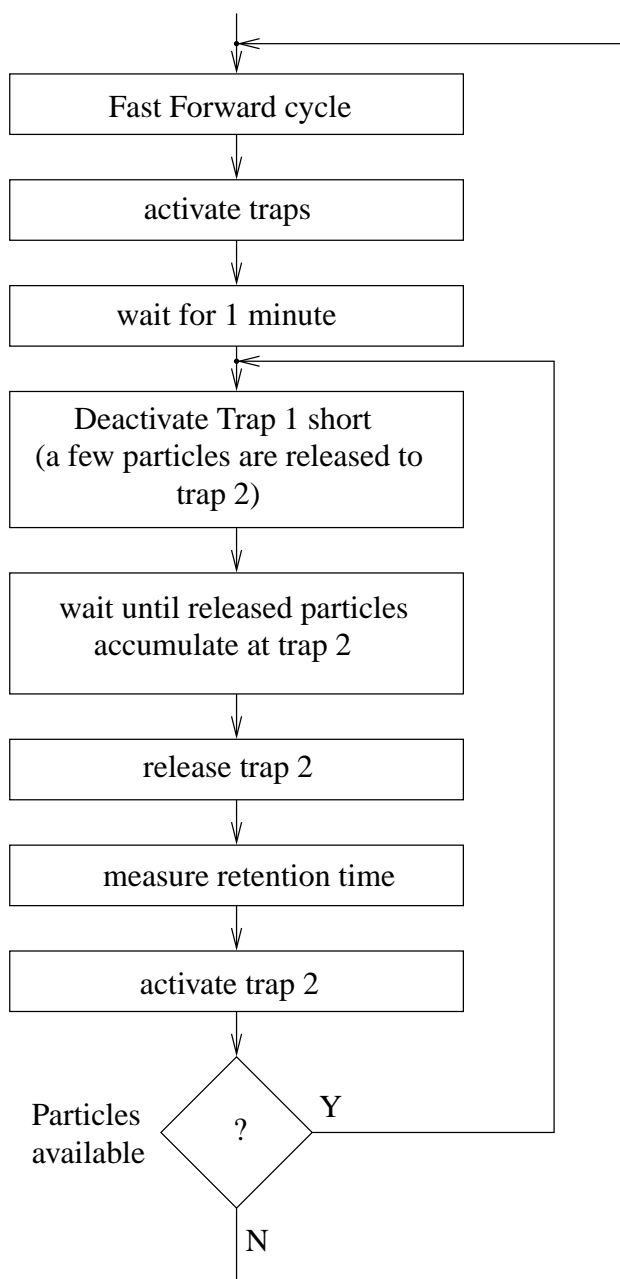 Fast Forward cycle
activate traps
wait for 1 minute
Deactivate Trap 1 short
(a few particles are released to
trap 2)
wait until released particles
accumulate at trap 2
release trap 2
measure retention time
activate trap 2
Particles
available
?
Y
N